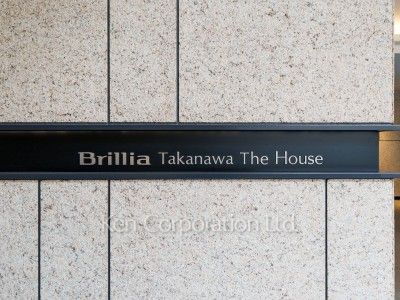 Brillia Takanawa The House
Ken Corporation Ltd.